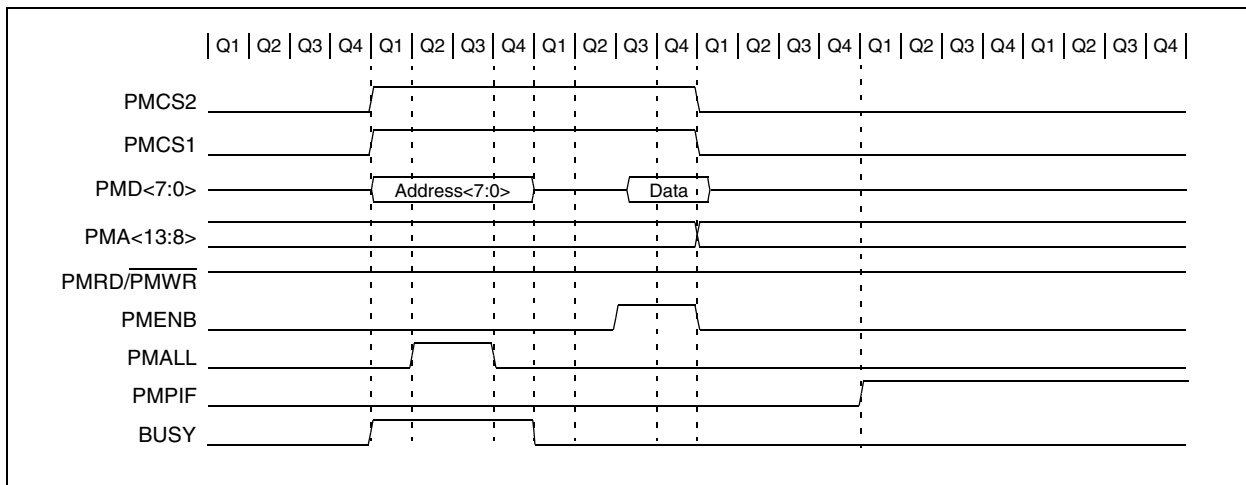 Q1 Q2 Q3 Q4 Q1 Q2 Q3 Q4 Q1 Q2 Q3 Q4 Q1 Q2 Q3 Q4 Q1 Q2 Q3 Q4 Q1 Q2 Q3 Q4
PMCS2
PMCS1
PMD<7:0> Address<7:0> Data
PMA<13:8>
PMRD/PMWR
PMENB
PMALL
PMPIF
BUSY